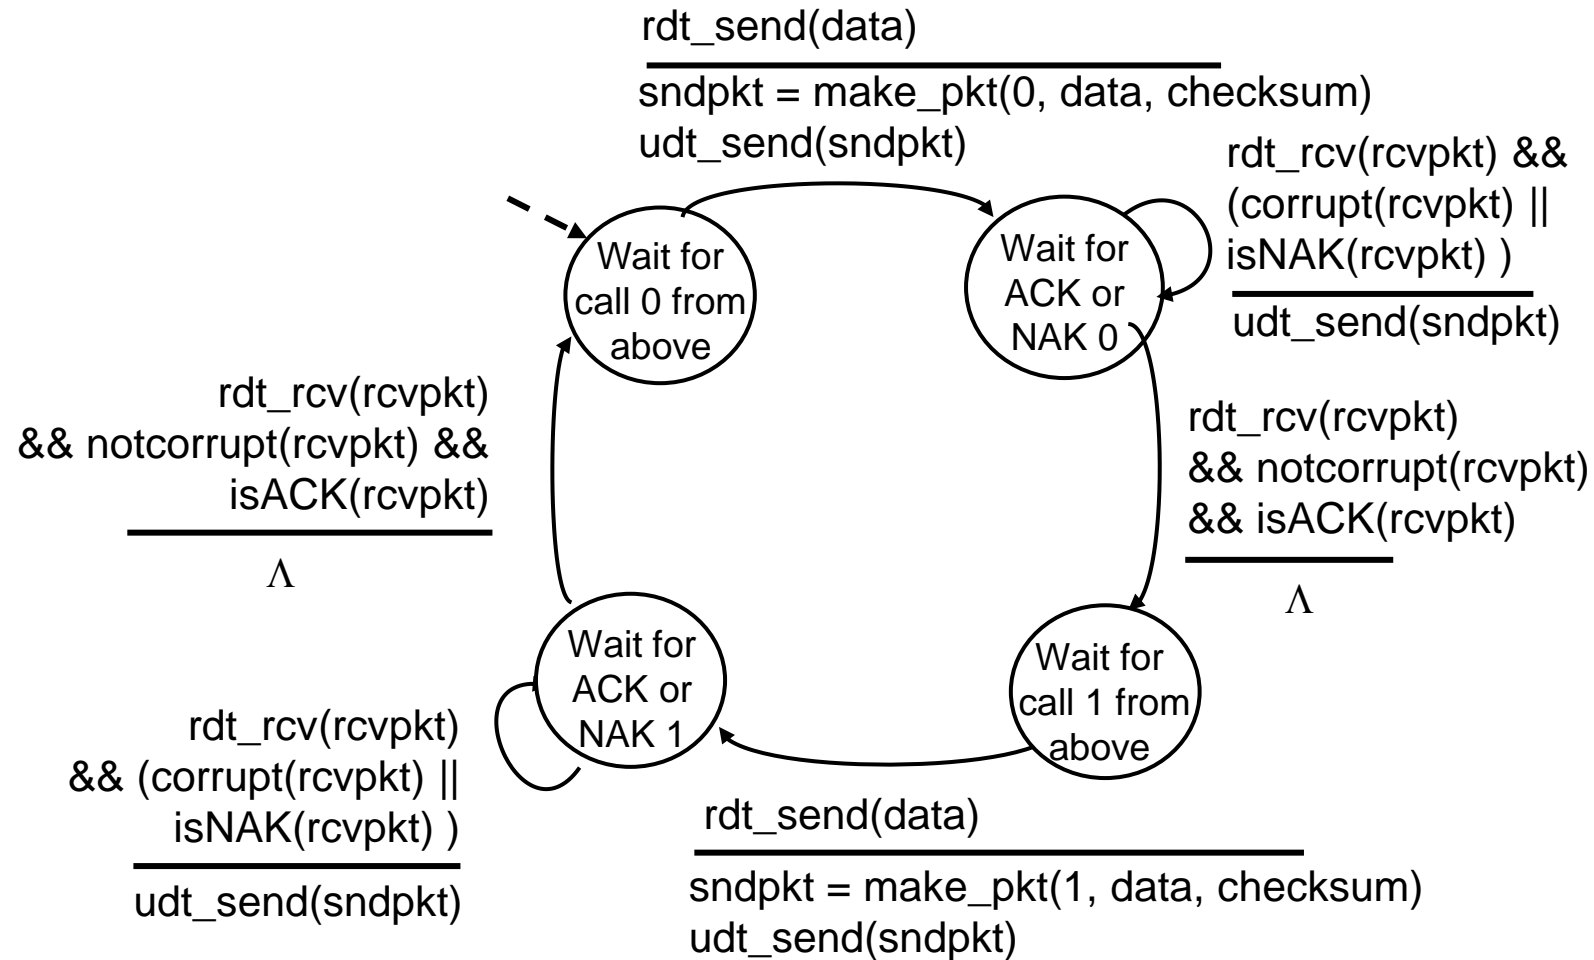 rdt_send(data)
sndpkt = make_pkt(0, data, checksum)
udt_send(sndpkt)
rdt_rcv(rcvpkt) &&
(corrupt(rcvpkt) ||
isNAK(rcvpkt) )
udt_send(sndpkt)
Wait for
call 0 from
above
Wait for
ACK or
NAK 0
rdt_rcv(rcvpkt)
&& notcorrupt(rcvpkt) &&
isACK(rcvpkt)
Λ
rdt_rcv(rcvpkt)
&& notcorrupt(rcvpkt)
&& isACK(rcvpkt)
Λ
Wait for
ACK or
NAK 1
Wait for
call 1 from
above
rdt_rcv(rcvpkt)
&& (corrupt(rcvpkt) ||
isNAK(rcvpkt) )
udt_send(sndpkt)
rdt_send(data)
sndpkt = make_pkt(1, data, checksum)
udt_send(sndpkt)